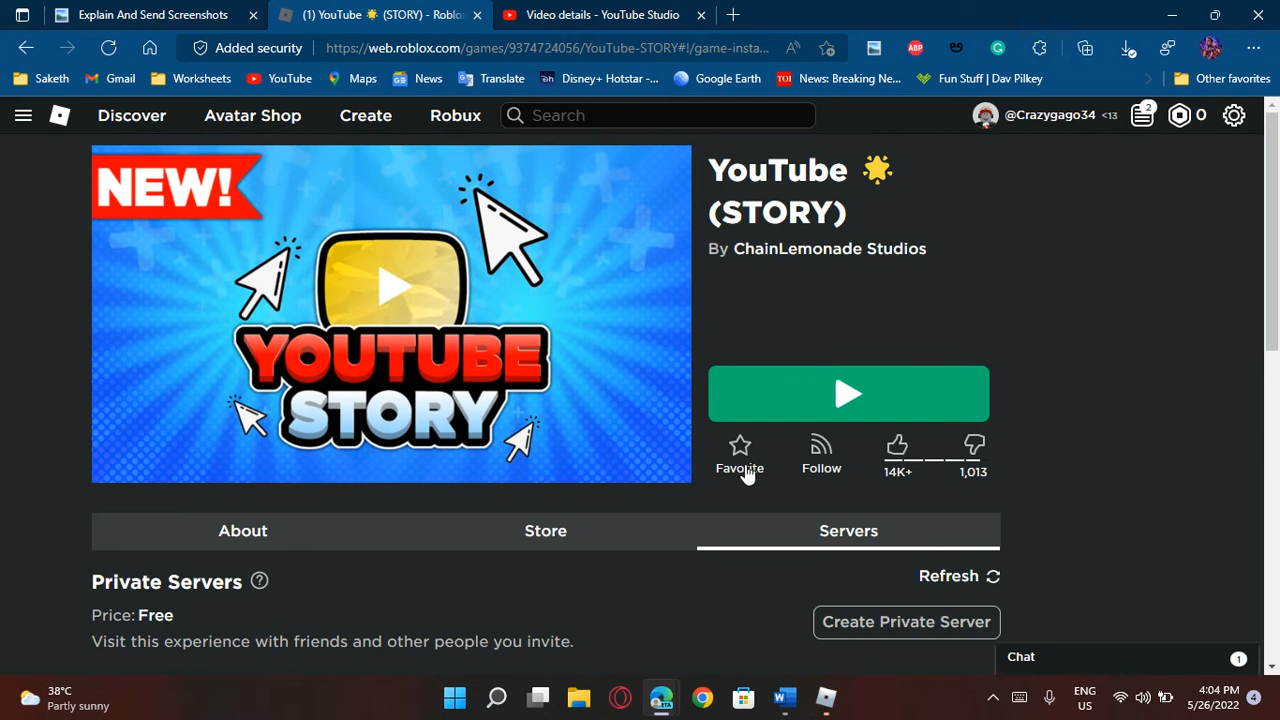 Explain And Send Screenshots
(1) YouTube 🌟 (STORY) - Roblox
Video details - YouTube Studio
Added security
https://web.roblox.com/games/9374724056/YouTube-STORY#!/game-insta...
ABP
Saketh
Gmail
Worksheets
YouTube
Maps
News
Translate
Disney+ Hotstar -...
Google Earth
TOI
News: Breaking Ne...
Fun Stuff | Dav Pilkey
Other favorites
Discover
Avatar Shop
Create
Robux
Search
@Crazygago34 <13
2
0
NEW!
YOUTUBE
STORY
YouTube 🌟
(STORY)
By ChainLemonade Studios
Favorite
Follow
14K+
1,013
About
Store
Servers
Private Servers ?
Refresh
Price: Free
Create Private Server
Visit this experience with friends and other people you invite.
Chat
1
38°C
Partly sunny
ENG
US
4:04 PM
5/26/2022
4